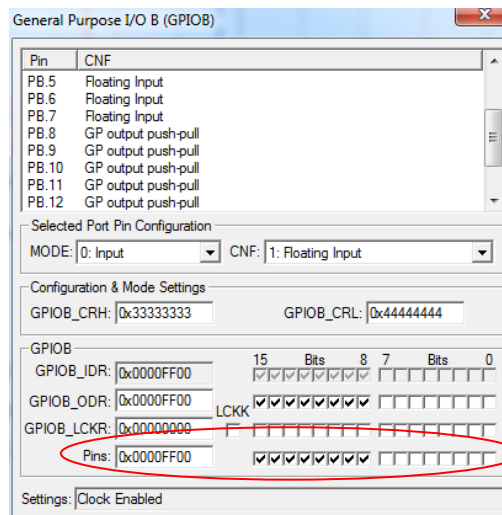 General Purpose I/O B (GPIOB)
Pin CNF
PB.5 Floating Input
PB.6 Floating Input
PB.7 Floating Input
PB.8 GP output push-pull
PB.9 GP output push-pull
PB.10 GP output push-pull
PB.11 GP output push-pull
PB.12 GP output push-pull
Selected Port Pin Configuration
MODE: 0: Input CNF: 1: Floating Input
Configuration & Mode Settings
GPIOB_CRH: 0x33333333 GPIOB_CRL: 0x44444444
GPIOB
15 Bits 8 7 Bits 0
GPIOB_IDR: 0x0000FF00
GPIOB_ODR: 0x0000FF00
LCKK
GPIOB_LCKR: 0x00000000
Pins: 0x0000FF00
Settings: Clock Enabled